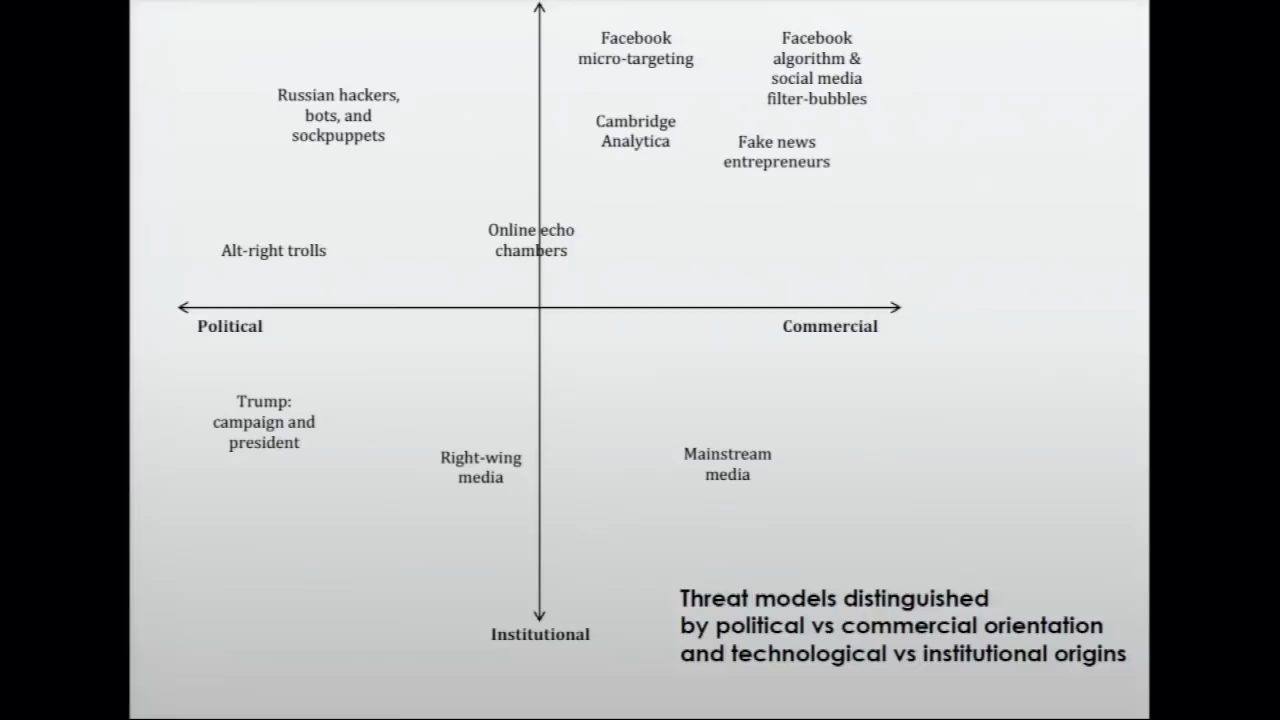 Facebook
micro-targeting
Facebook
algorithm &
social media
filter-bubbles
Russian hackers,
bots, and
sockpuppets
Cambridge
Analytica
Fake news
entrepreneurs
Online echo
chambers
Alt-right trolls
Political
Commercial
Trump:
campaign and
president
Right-wing
media
Mainstream
media
Institutional
Threat models distinguished
by political vs commercial orientation
and technological vs institutional origins